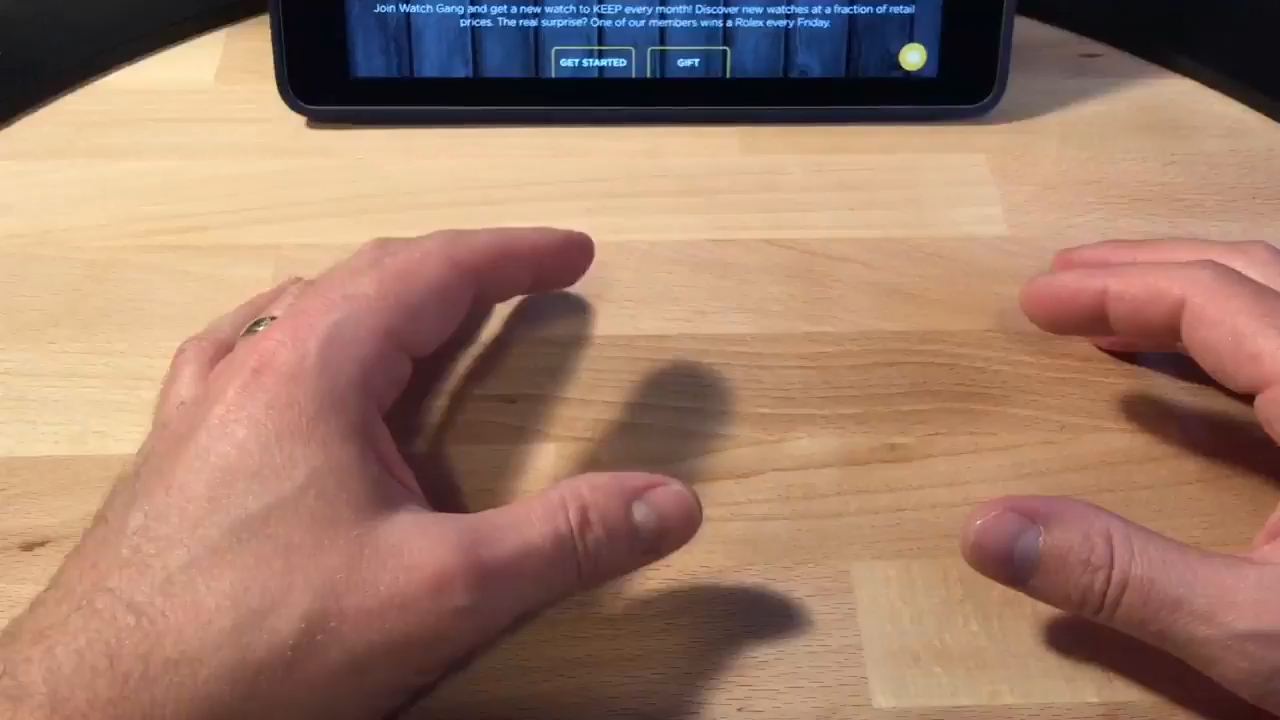 Join Watch Gang and get a new watch to KEEP every month! Discover new watches at a fraction of retail
prices. The real surprise? One of our members wins a Rolex every Friday.
GET STARTED GIFT